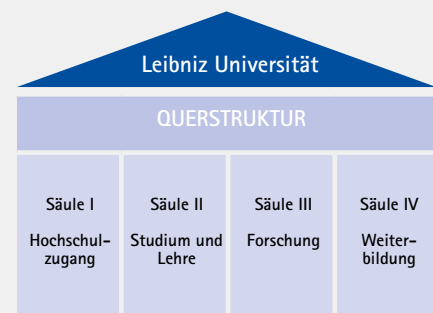 Leibniz Universität
QUERSTRUKTUR
Säule I
Hochschul-
zugang
Säule II
Studium und
Lehre
Säule III
Forschung
Säule IV
Weiter-
bildung